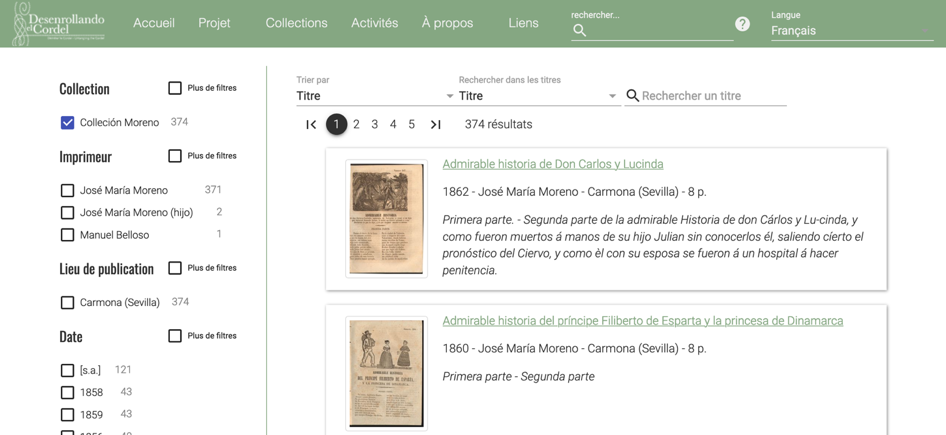 Desenrollando
el Cordel
Accueil
Projet
Collections
Activités
À propos
Liens
rechercher...
?
Langue
Français
Collection
Plus de filtres
Colleción Moreno 374
Imprimeur
Plus de filtres
José María Moreno 371
José María Moreno (hijo) 2
Manuel Belloso 1
Lieu de publication
Plus de filtres
Carmona (Sevilla) 374
Date
Plus de filtres
[s.a.] 121
1858 43
1859 43
Trier par
Titre
Rechercher dans les titres
Titre
Rechercher un titre
1 2 3 4 5
374 résultats
Admirable historia de Don Carlos y Lucinda
1862 - José María Moreno - Carmona (Sevilla) - 8 p.
Primera parte. - Segunda parte de la admirable Historia de don Cárlos y Lu-cinda, y
como fueron muertos á manos de su hijo Julian sin conocerlos él, saliendo cíerto el
pronóstico del Ciervo, y como èl con su esposa se fueron á un hospital á hacer
penitencia.
Admirable historia del príncipe Filiberto de Esparta y la princesa de Dinamarca
1860 - José María Moreno - Carmona (Sevilla) - 8 p.
Primera parte - Segunda parte